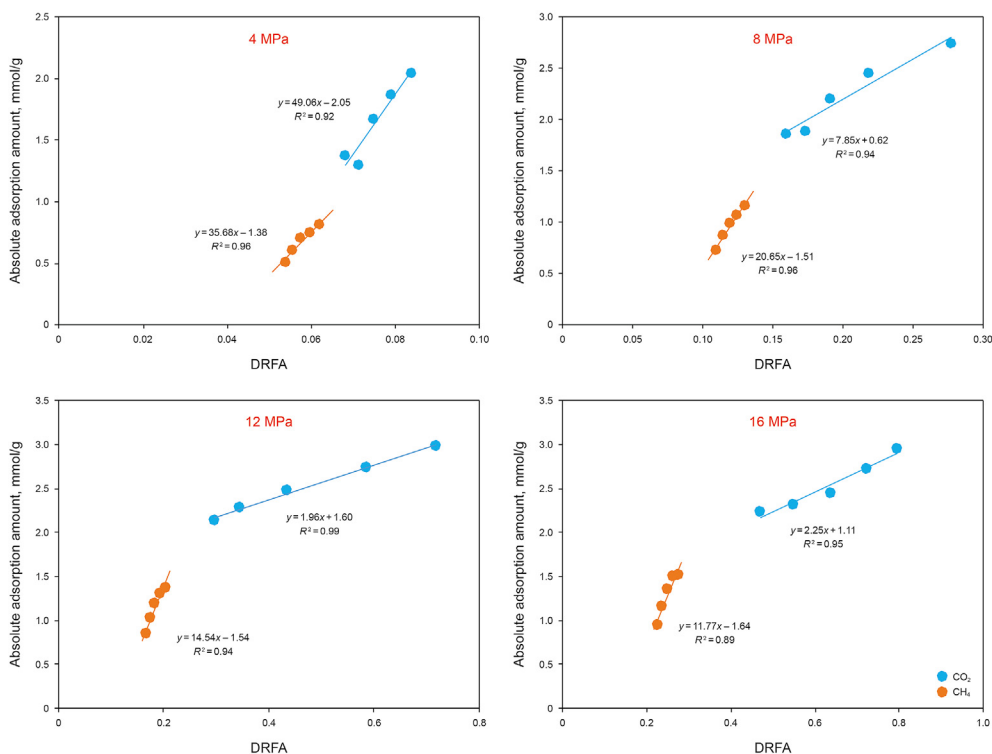 4 MPa
Absolute adsorption amount, mmol/g
2.5
2.0
1.5
1.0
0.5
0
y = 49.06x – 2.05
R² = 0.92
y = 35.68x – 1.38
R² = 0.96
0 0.02 0.04 0.06 0.08 0.10
DRFA
8 MPa
Absolute adsorption amount, mmol/g
3.0
2.5
2.0
1.5
1.0
0.5
0
y = 7.85x + 0.62
R² = 0.94
y = 20.65x – 1.51
R² = 0.96
0 0.05 0.10 0.15 0.20 0.25 0.30
DRFA
12 MPa
Absolute adsorption amount, mmol/g
3.5
3.0
2.5
2.0
1.5
1.0
0.5
0
y = 1.96x + 1.60
R² = 0.99
y = 14.54x – 1.54
R² = 0.94
0 0.2 0.4 0.6 0.8
DRFA
16 MPa
Absolute adsorption amount, mmol/g
3.5
3.0
2.5
2.0
1.5
1.0
0.5
0
y = 2.25x + 1.11
R² = 0.95
y = 11.77x – 1.64
R² = 0.89
CO₂
CH₄
0 0.2 0.4 0.6 0.8 1.0
DRFA